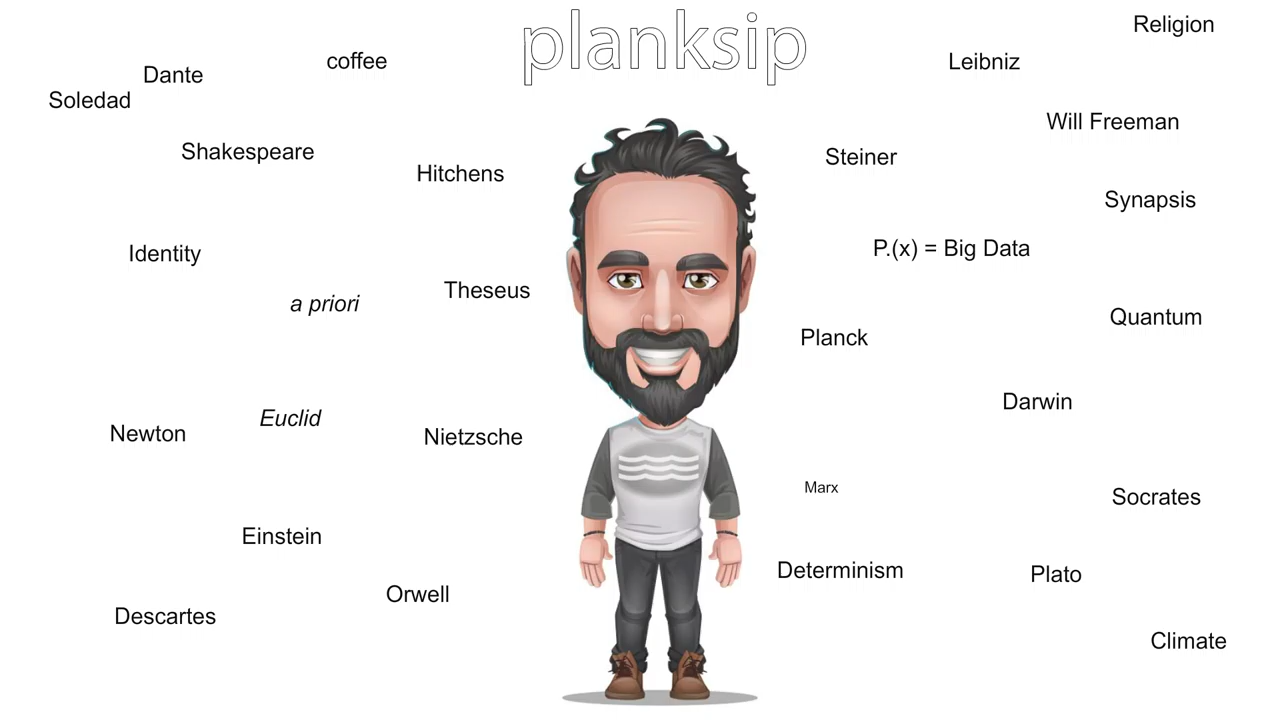 planksip
Religion
coffee
Leibniz
Dante
Soledad
Will Freeman
Shakespeare
Steiner
Hitchens
Synapsis
Identity
P.(x) = Big Data
Theseus
a priori
Quantum
Planck
Darwin
Euclid
Newton
Nietzsche
Marx
Socrates
Einstein
Determinism
Plato
Orwell
Descartes
Climate